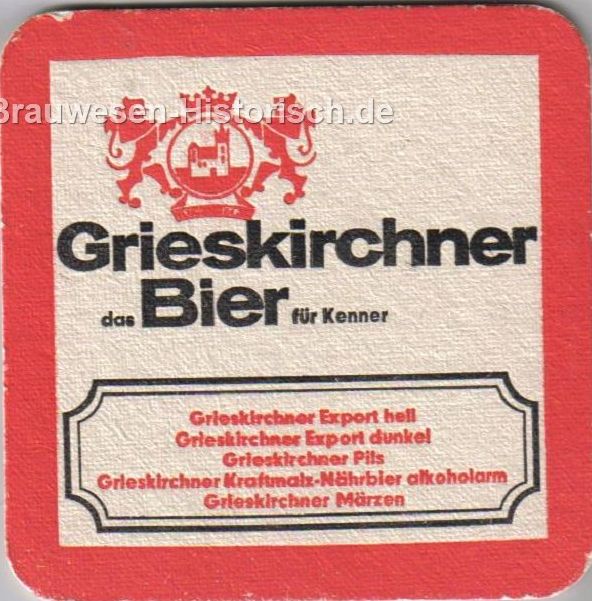 Brauwesen-Historisch.de
Grieskirchner
das Bier für Kenner
Grieskirchner Export hell
Grieskirchner Export dunkel
Grieskirchner Pils
Grieskirchner Kraftmalz-Nährbier alkoholarm
Grieskirchner Märzen